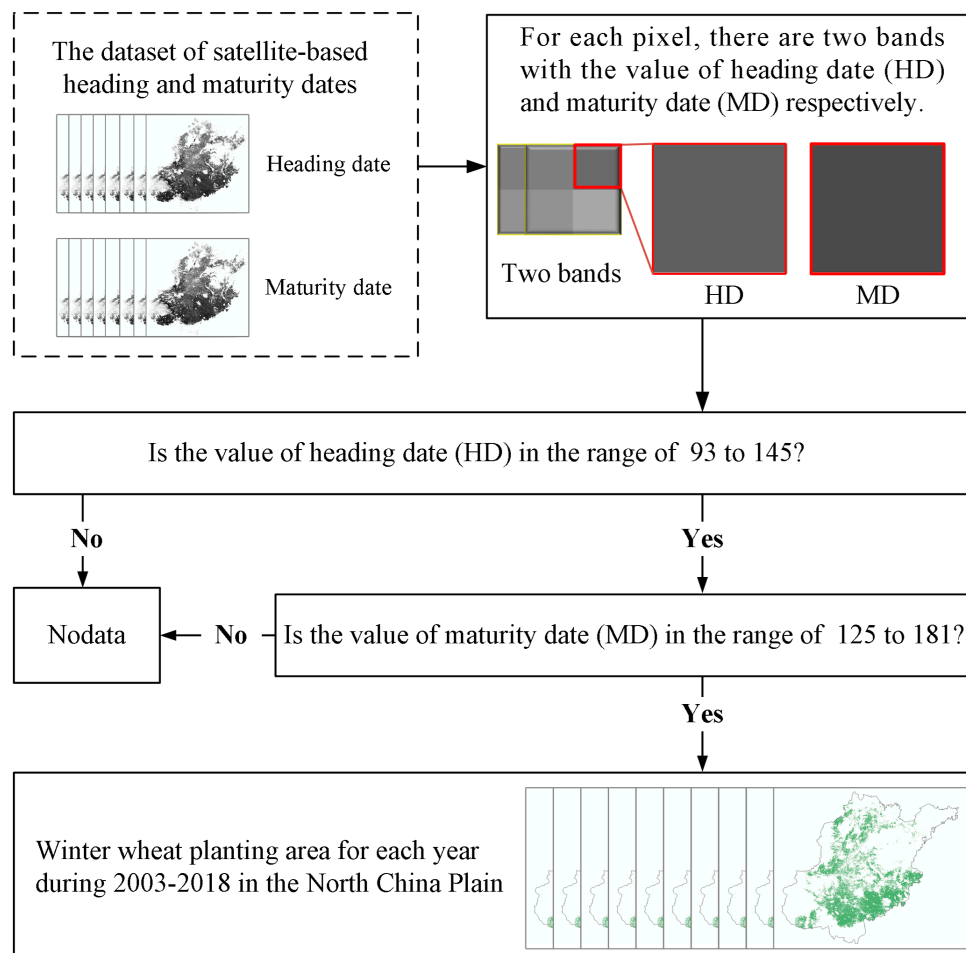 The dataset of satellite-based
heading and maturity dates
Heading date
Maturity date
For each pixel, there are two bands
with the value of heading date (HD)
and maturity date (MD) respectively.
Two bands
HD
MD
Is the value of heading date (HD) in the range of 93 to 145?
No
Yes
Nodata
No
Is the value of maturity date (MD) in the range of 125 to 181?
Yes
Winter wheat planting area for each year
during 2003-2018 in the North China Plain